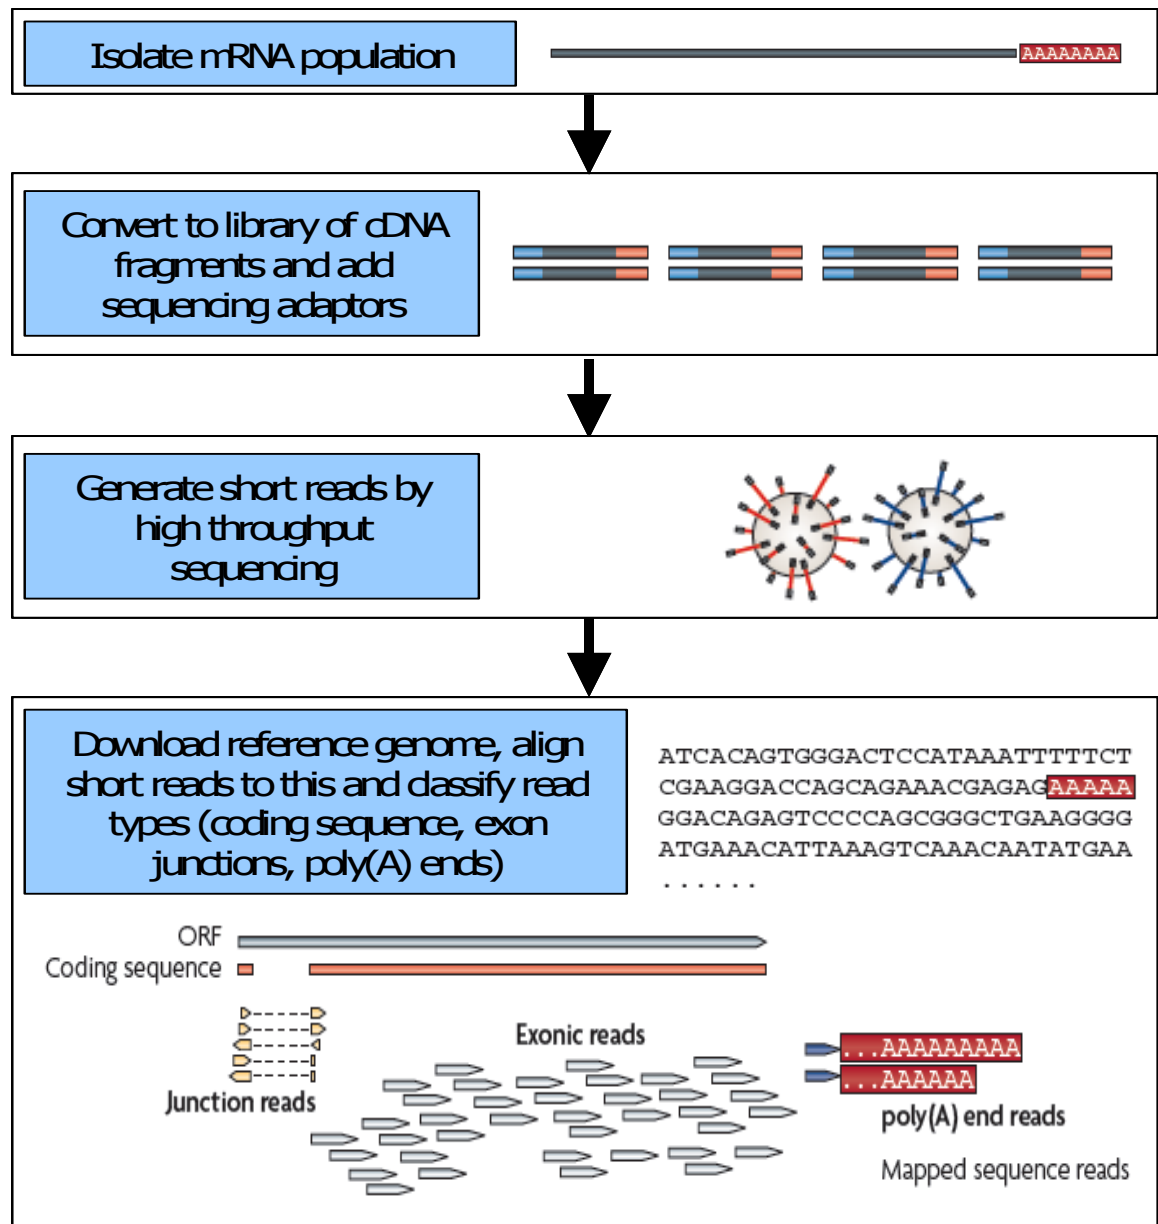 Isolate mRNA population
AAAAAAAA
Convert to library of cDNA
fragments and add
sequencing adaptors
Generate short reads by
high throughput
sequencing
Download reference genome, align
short reads to this and classify read
types (coding sequence, exon
junctions, poly(A) ends)
ATCACAGTGGGACTCCATAAATTTTTCT
CGAAGGACCAGCAGAAACGAGAGAAAAA
GGACAGAGTCCCCAGCGGGCTGAAGGGG
ATGAAACATTAAAGTCAAACAATATGAA
......
ORF
Coding sequence
Exonic reads
...AAAAAAAAA
...AAAAAA
Junction reads
poly(A) end reads
Mapped sequence reads